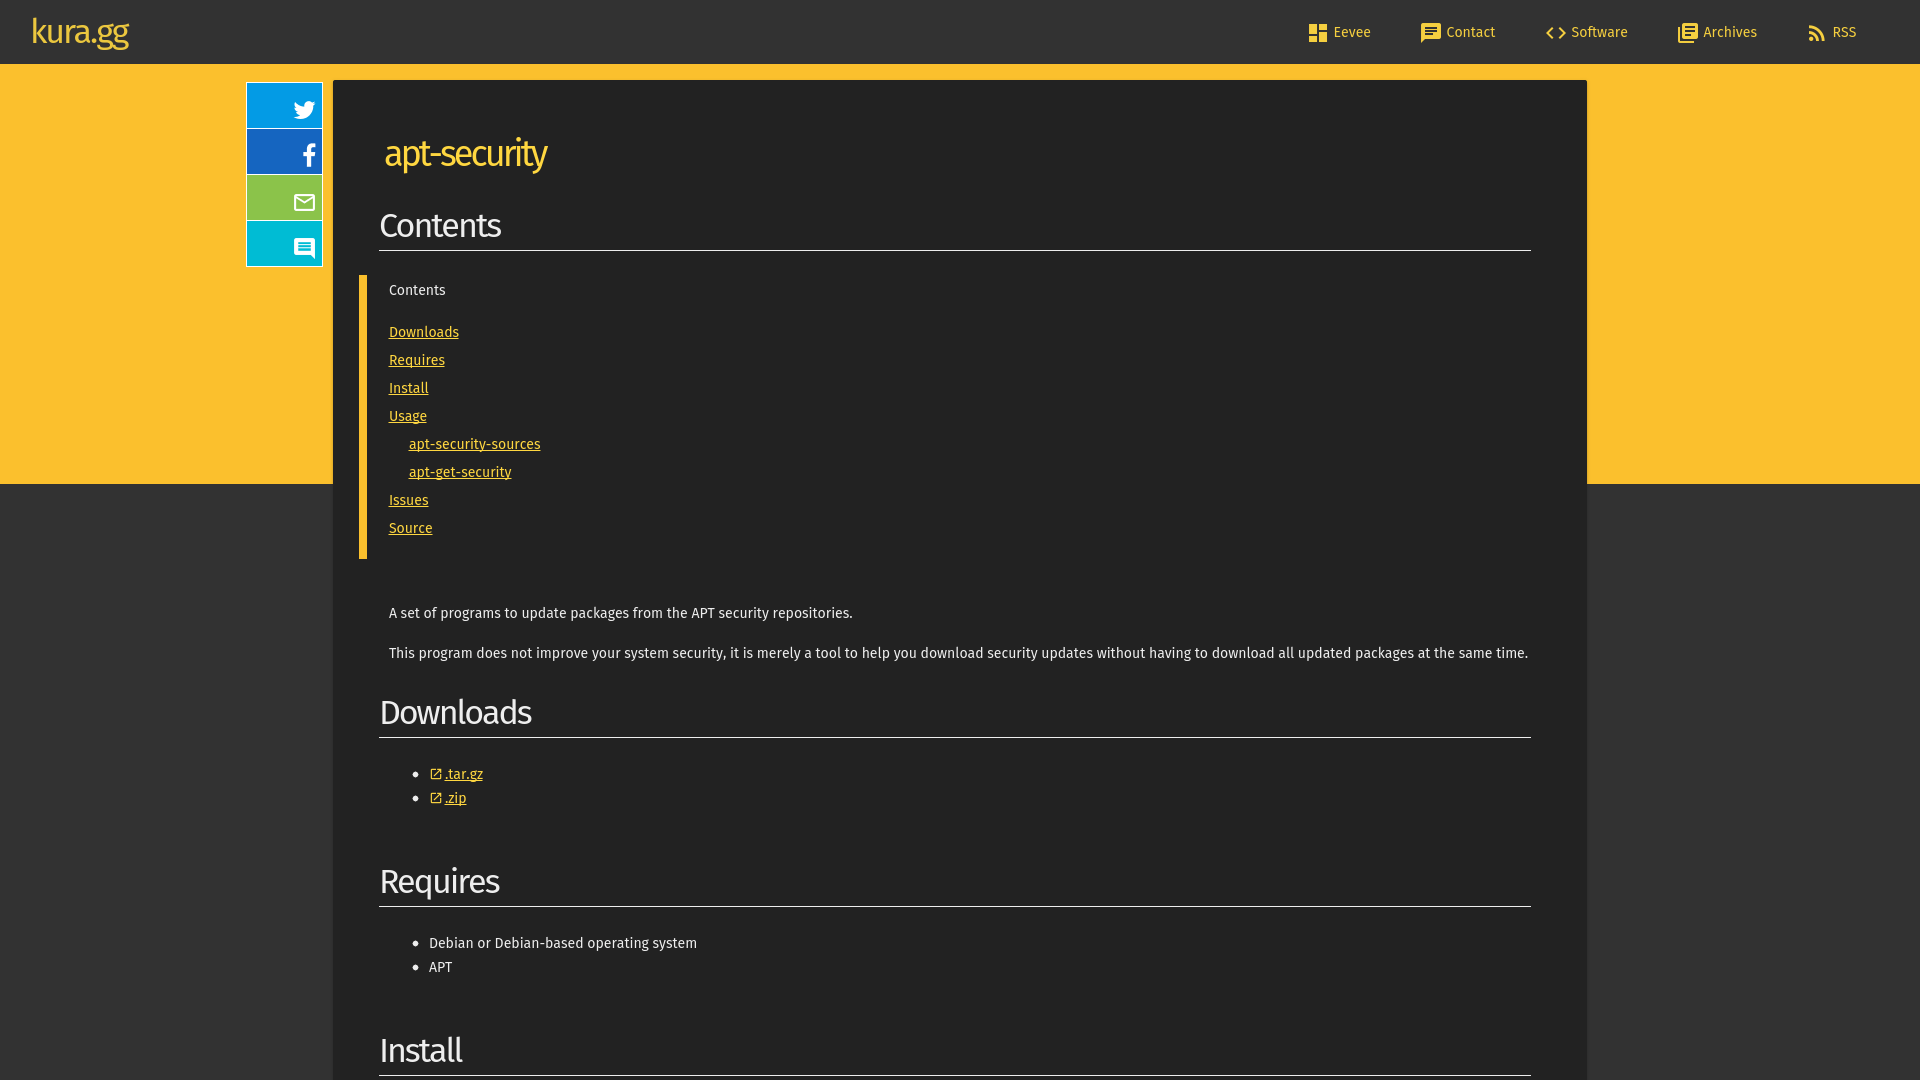 kura.gg
Eevee
Contact
Software
Archives
RSS
apt-security
Contents
Contents
Downloads
Requires
Install
Usage
apt-security-sources
apt-get-security
Issues
Source
A set of programs to update packages from the APT security repositories.
This program does not improve your system security, it is merely a tool to help you download security updates without having to download all updated packages at the same time.
Downloads
.tar.gz
.zip
Requires
Debian or Debian-based operating system
APT
Install